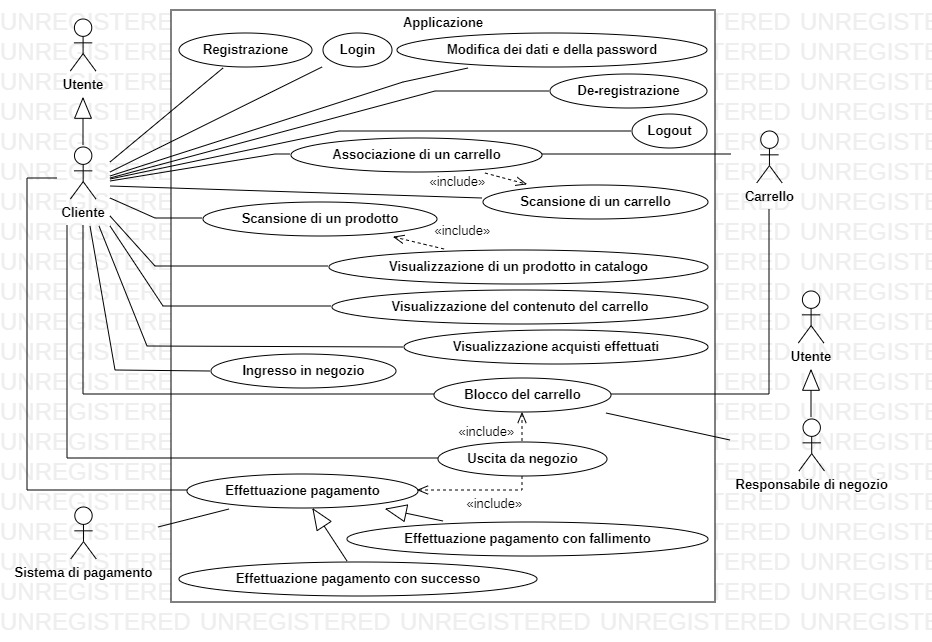 Applicazione
Registrazione
Login
Modifica dei dati e della password
Utente
De-registrazione
Logout
Associazione di un carrello
«include»
Scansione di un carrello
Carrello
Cliente
Scansione di un prodotto
«include»
Visualizzazione di un prodotto in catalogo
Visualizzazione del contenuto del carrello
Visualizzazione acquisti effettuati
Utente
Ingresso in negozio
Blocco del carrello
«include»
Uscita da negozio
Effettuazione pagamento
«include»
Responsabile di negozio
Effettuazione pagamento con fallimento
Sistema di pagamento
Effettuazione pagamento con successo
UNREGISTERED UNREGISTERED UNREGISTERED UNREGISTERED UNREGISTE